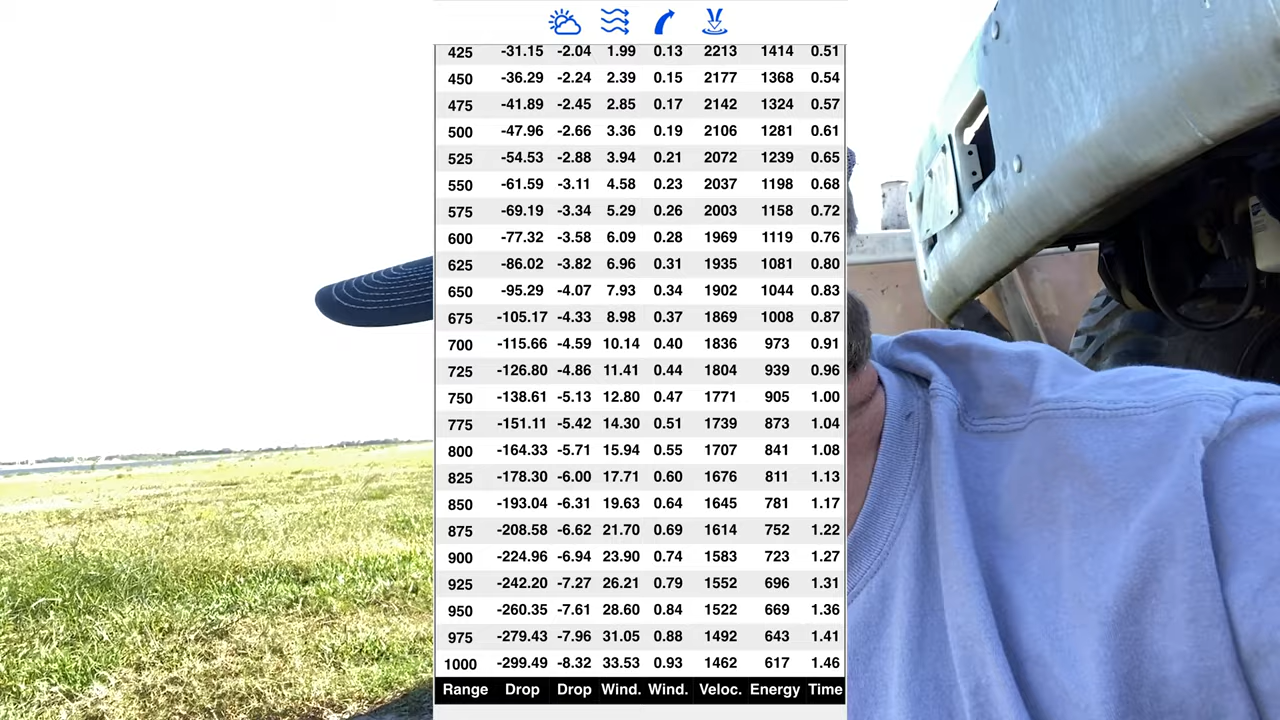 425 -31.15 -2.04 1.99 0.13 2213 1414 0.51
450 -36.29 -2.24 2.39 0.15 2177 1368 0.54
475 -41.89 -2.45 2.85 0.17 2142 1324 0.57
500 -47.96 -2.66 3.36 0.19 2106 1281 0.61
525 -54.53 -2.88 3.94 0.21 2072 1239 0.65
550 -61.59 -3.11 4.58 0.23 2037 1198 0.68
575 -69.19 -3.34 5.29 0.26 2003 1158 0.72
600 -77.32 -3.58 6.09 0.28 1969 1119 0.76
625 -86.02 -3.82 6.96 0.31 1935 1081 0.80
650 -95.29 -4.07 7.93 0.34 1902 1044 0.83
675 -105.17 -4.33 8.98 0.37 1869 1008 0.87
700 -115.66 -4.59 10.14 0.40 1836 973 0.91
725 -126.80 -4.86 11.41 0.44 1804 939 0.96
750 -138.61 -5.13 12.80 0.47 1771 905 1.00
775 -151.11 -5.42 14.30 0.51 1739 873 1.04
800 -164.33 -5.71 15.94 0.55 1707 841 1.08
825 -178.30 -6.00 17.71 0.60 1676 811 1.13
850 -193.04 -6.31 19.63 0.64 1645 781 1.17
875 -208.58 -6.62 21.70 0.69 1614 752 1.22
900 -224.96 -6.94 23.90 0.74 1583 723 1.27
925 -242.20 -7.27 26.21 0.79 1552 696 1.31
950 -260.35 -7.61 28.60 0.84 1522 669 1.36
975 -279.43 -7.96 31.05 0.88 1492 643 1.41
1000 -299.49 -8.32 33.53 0.93 1462 617 1.46
Range Drop Drop Wind. Wind. Veloc. Energy Time